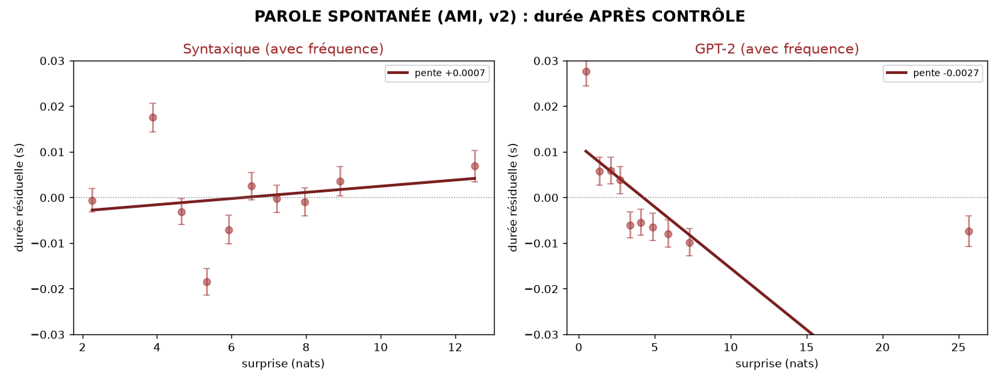 PAROLE SPONTANÉE (AMI, v2) : durée APRÈS CONTRÔLE
Syntaxique (avec fréquence)
pente +0.0007
durée résiduelle (s)
0.03
0.02
0.01
0.00
−0.01
−0.02
−0.03
2
4
6
8
10
12
surprise (nats)
GPT-2 (avec fréquence)
pente -0.0027
durée résiduelle (s)
0.03
0.02
0.01
0.00
−0.01
−0.02
−0.03
0
5
10
15
20
25
surprise (nats)